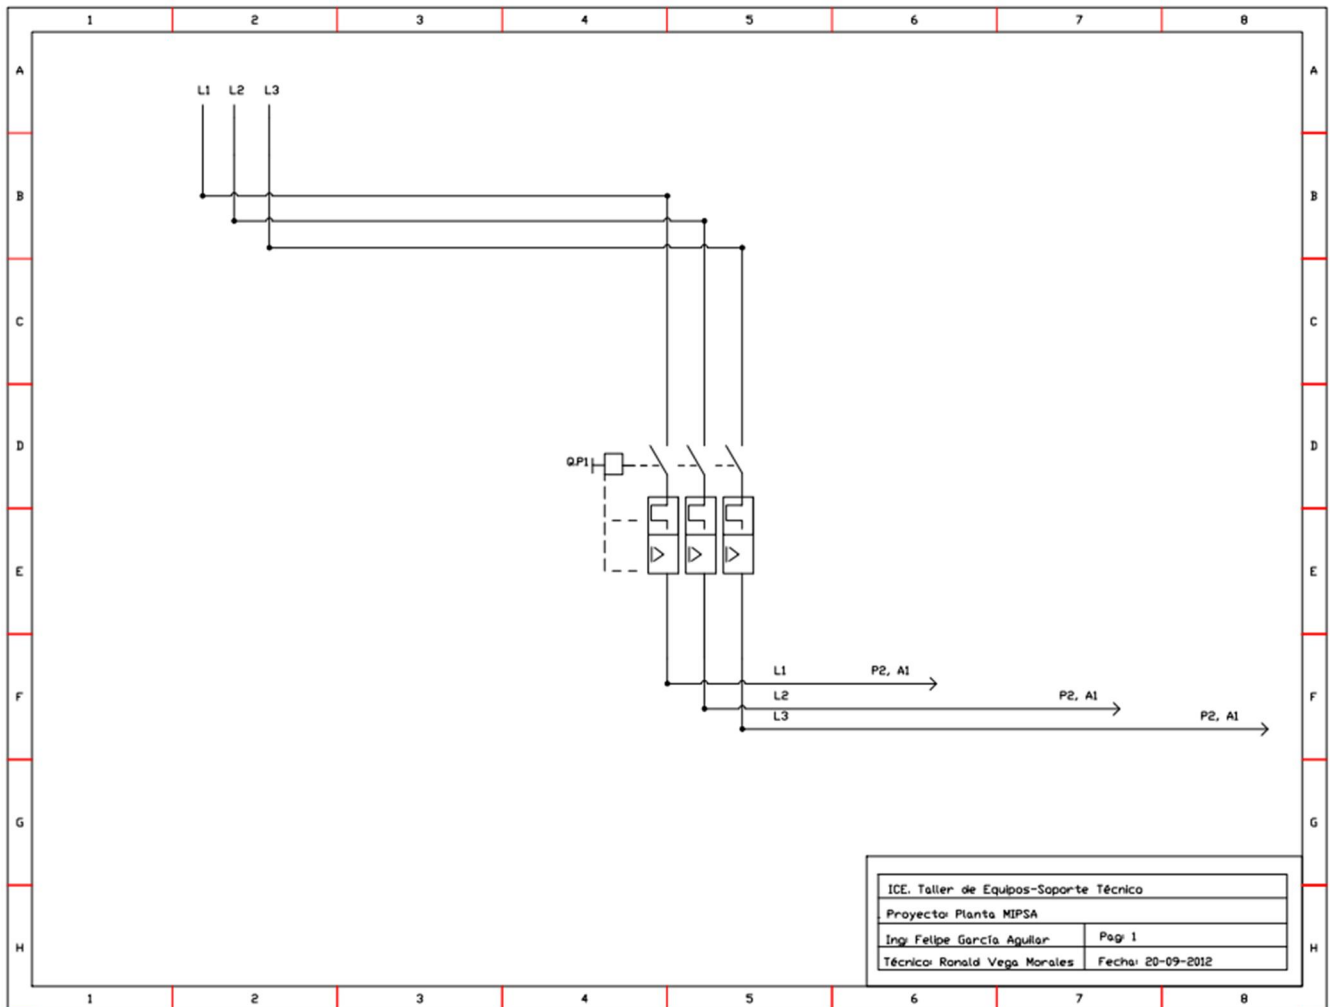 1 2 3 4 5 6 7 8
A A
L1 L2 L3
B B
C C
D D
Q.P1
E E
L1 P2, A1
F F
L2 P2, A1
L3 P2, A1
G G
ICE. Taller de Equipos-Soporte Técnico
Proyecto: Planta MIPSA
Ing: Felipe García Aguilar Pag: 1
H H
Técnico: Ronald Vega Morales Fecha: 20-09-2012
1 2 3 4 5 6 7 8